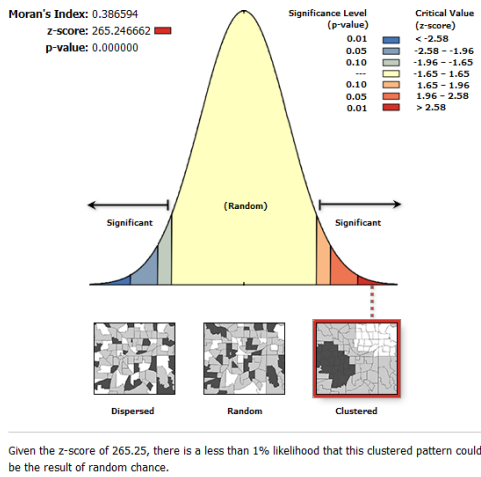 Moran's Index: 0.386594
z-score: 265.246662
p-value: 0.000000
Significance Level
(p-value)
Critical Value
(z-score)
0.01 < -2.58
0.05 -2.58 – -1.96
0.10 -1.96 – -1.65
--- -1.65 – 1.65
0.10 1.65 – 1.96
0.05 1.96 – 2.58
0.01 > 2.58
(Random)
Significant Significant
Dispersed Random Clustered
Given the z-score of 265.25, there is a less than 1% likelihood that this clustered pattern could
be the result of random chance.